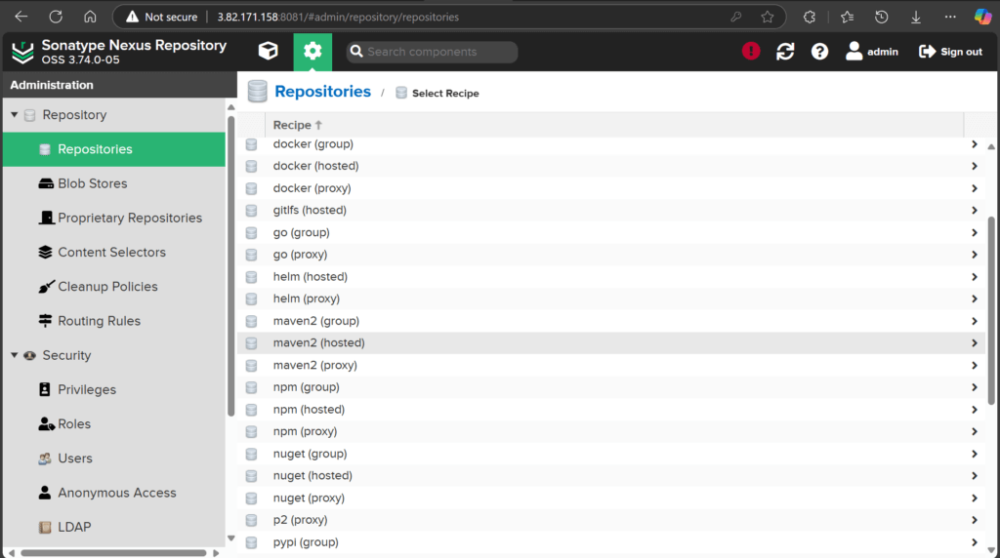 Not secure
3.82.171.158:8081/#admin/repository/repositories
Sonatype Nexus Repository
OSS 3.74.0-05
Search components
admin
Sign out
Administration
Repository
Repositories
Blob Stores
Proprietary Repositories
Content Selectors
Cleanup Policies
Routing Rules
Security
Privileges
Roles
Users
Anonymous Access
LDAP
Repositories / Select Recipe
Recipe
docker (group)
docker (hosted)
docker (proxy)
gitlfs (hosted)
go (group)
go (proxy)
helm (hosted)
helm (proxy)
maven2 (group)
maven2 (hosted)
maven2 (proxy)
npm (group)
npm (hosted)
npm (proxy)
nuget (group)
nuget (hosted)
nuget (proxy)
p2 (proxy)
pypi (group)